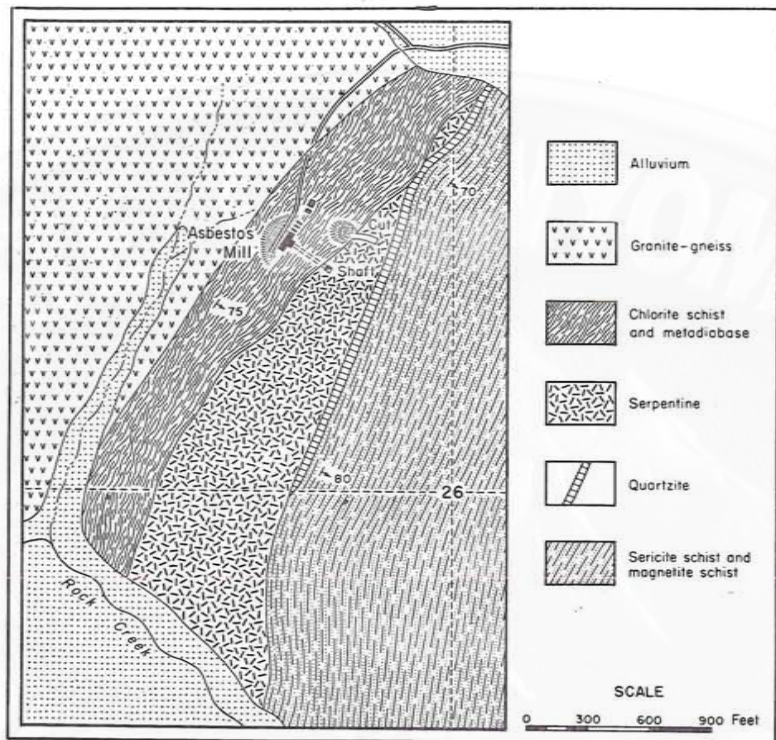 70
Asbestos
Mill
Cut
Shaft
75
80
26
Rock Creek
Alluvium
Granite-gneiss
Chlorite schist
and metadiabase
Serpentine
Quartzite
Sericite schist and
magnetite schist
SCALE
0 300 600 900 Feet